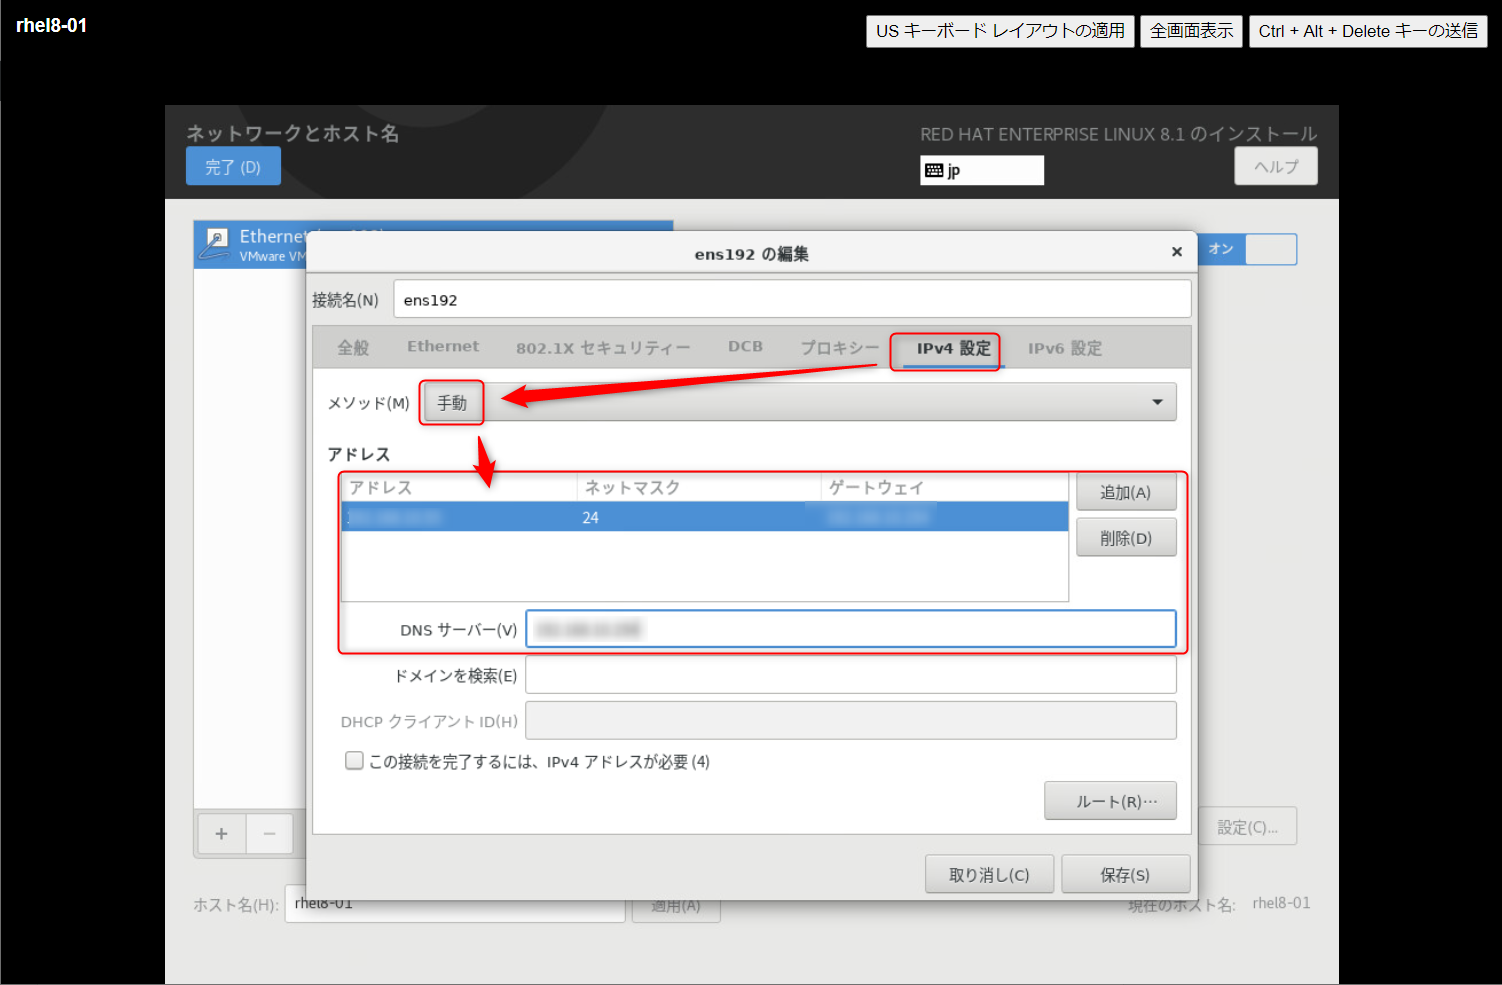 rhel8-01
US キーボード レイアウトの適用 全画面表示 Ctrl + Alt + Delete キーの送信
ネットワークとホスト名
RED HAT ENTERPRISE LINUX 8.1 のインストール
完了 (D)
jp
ヘルプ
Ethernet
VMware VM
オン
ens192 の編集
接続名(N) ens192
全般 Ethernet 802.1X セキュリティー DCB プロキシー IPv4 設定 IPv6 設定
メソッド(M) 手動
アドレス
アドレス ネットマスク ゲートウェイ
24
追加(A)
削除(D)
DNS サーバー(V)
ドメインを検索(E)
DHCP クライアント ID(H)
この接続を完了するには、IPv4 アドレスが必要 (4)
ルート(R)…
設定(C)...
取り消し(C) 保存(S)
ホスト名(H): rhel8-01 適用(A) 現在のホスト名: rhel8-01